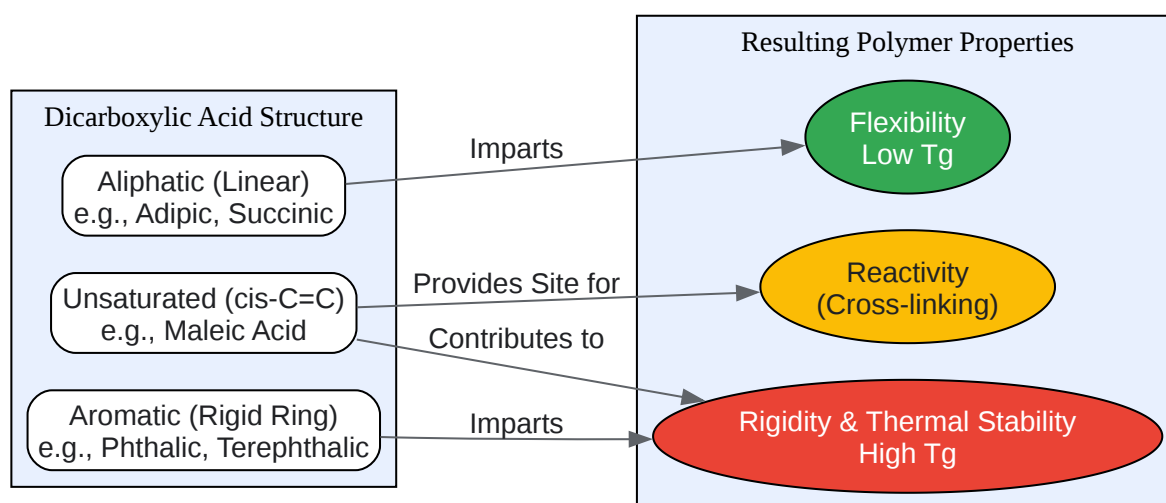 Dicarboxylic Acid Structure
Aliphatic (Linear)
e.g., Adipic, Succinic
Unsaturated (cis-C=C)
e.g., Maleic Acid
Aromatic (Rigid Ring)
e.g., Phthalic, Terephthalic
Imparts
Provides Site for
Contributes to
Imparts
Resulting Polymer Properties
Flexibility
Low Tg
Reactivity
(Cross-linking)
Rigidity & Thermal Stability
High Tg